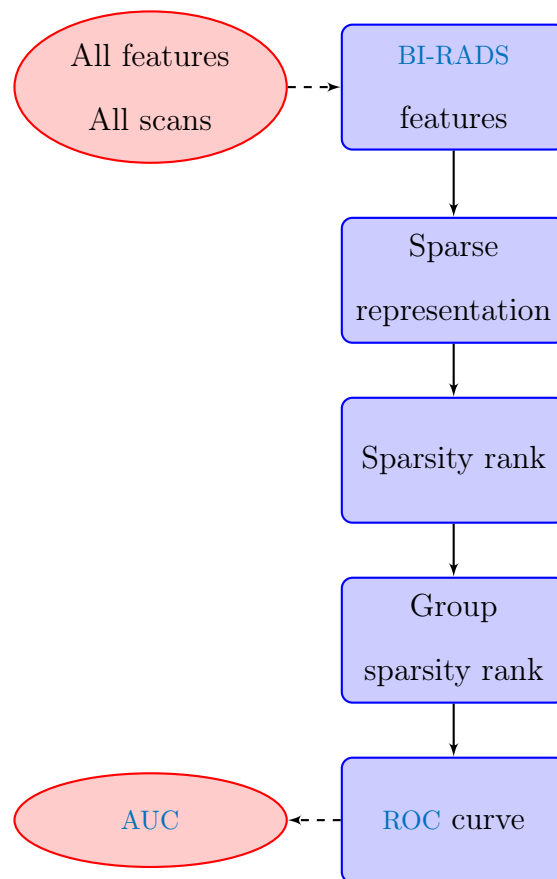 All features
All scans
BI-RADS
features
Sparse
representation
Sparsity rank
Group
sparsity rank
AUC
ROC curve